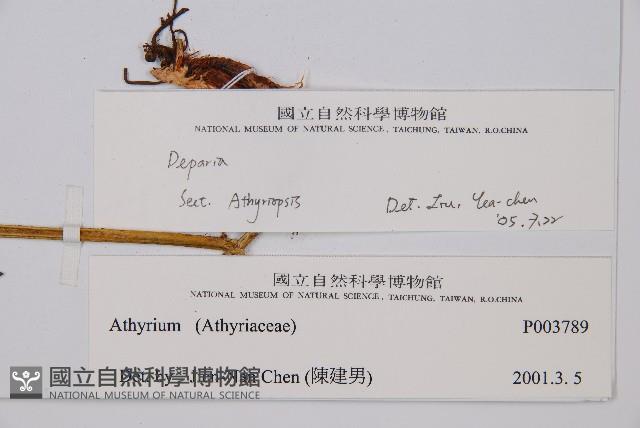 國立自然科學博物館
NATIONAL MUSEUM OF NATURAL SCIENCE, TAICHUNG, TAIWAN, R.O.CHINA
Deparia
Sect. Athyriopsis
Det. Liu, Yea-chen
'05.7.22
國立自然科學博物館
NATIONAL MUSEUM OF NATURAL SCIENCE, TAICHUNG, TAIWAN, R.O.CHINA
Athyrium (Athyriaceae) P003789
Chen (陳建男) 2001.3.5
國立自然科學博物館
NATIONAL MUSEUM OF NATURAL SCIENCE